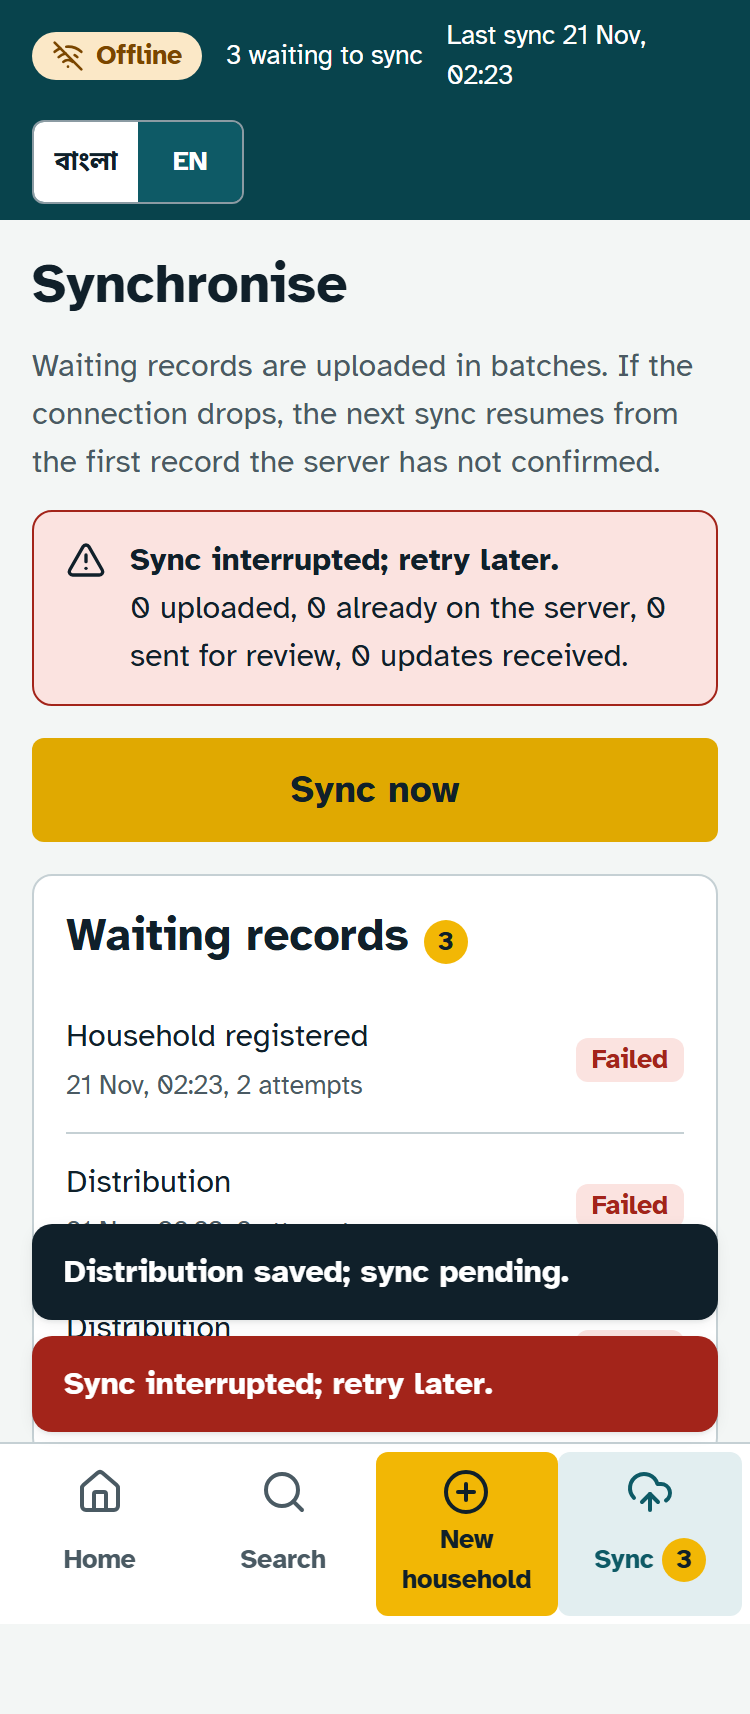 Offline
3 waiting to sync
Last sync 21 Nov,
02:23
বাংলা
EN
Synchronise
Waiting records are uploaded in batches. If the
connection drops, the next sync resumes from
the first record the server has not confirmed.
Sync interrupted; retry later.
0 uploaded, 0 already on the server, 0
sent for review, 0 updates received.
Sync now
Waiting records 3
Household registered
Failed
21 Nov, 02:23, 2 attempts
Distribution
Failed
Distribution saved; sync pending.
Distribution
Sync interrupted; retry later.
Home
Search
New
household
Sync 3